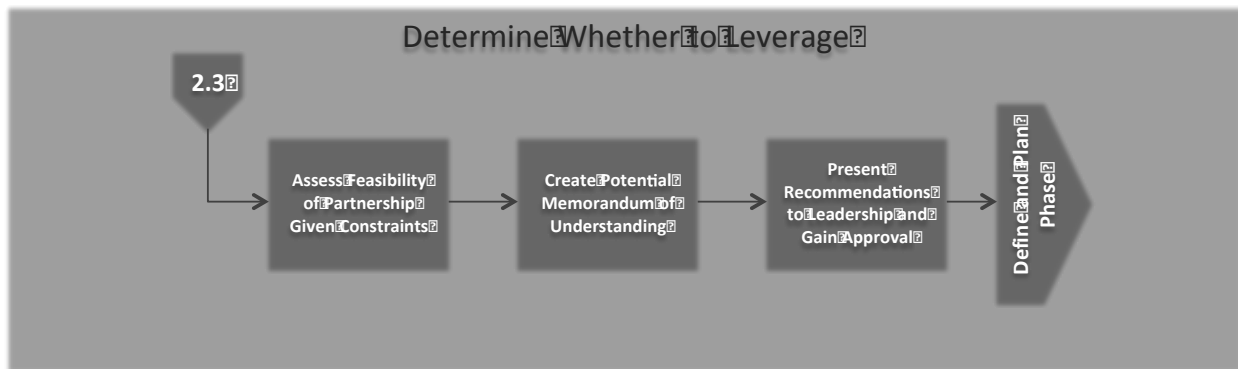 Determine Whether to Leverage
2.3
Assess Feasibility
of Partnership
Given Constraints
Create Potential
Memorandum of
Understanding
Present
Recommendations
to Leadership and
Gain Approval
Define and Plan
Phase